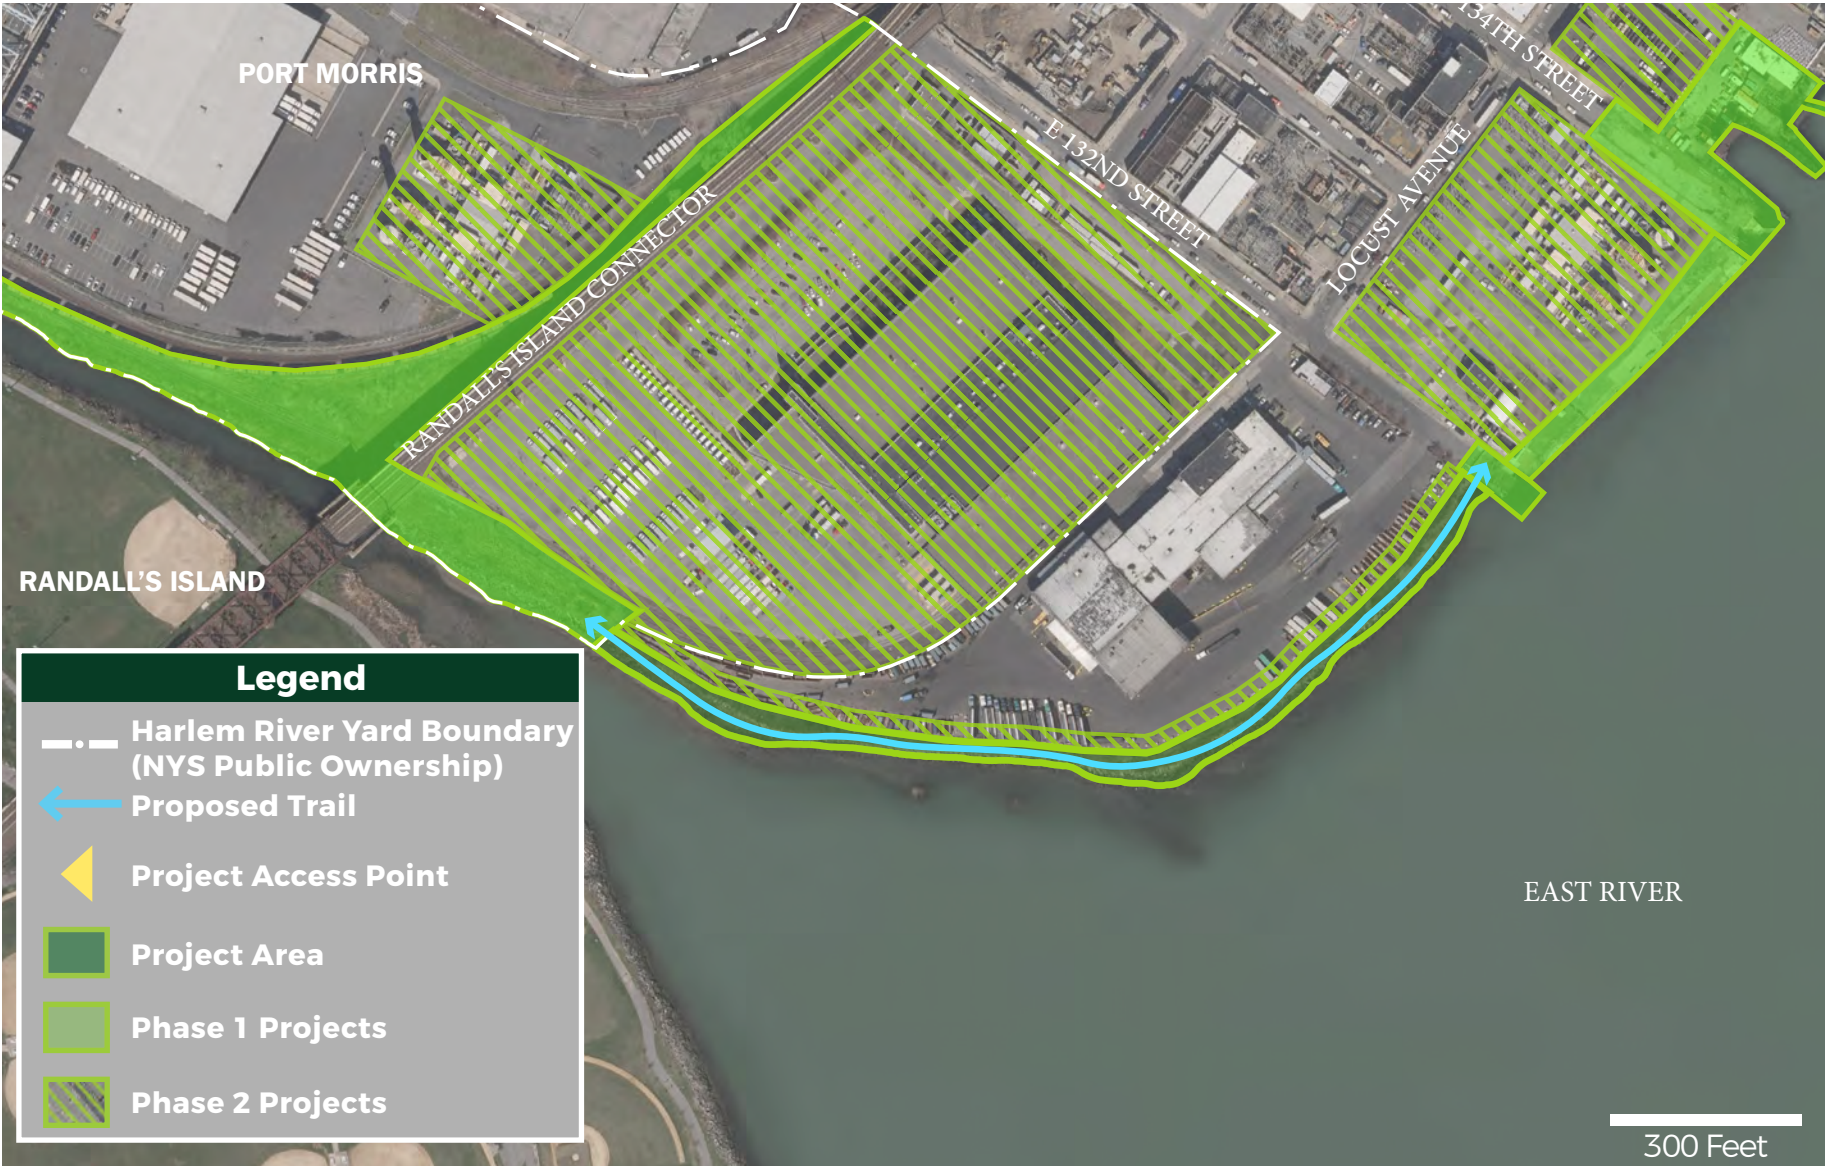 PORT MORRIS
134TH STREET
E 132ND STREET
LOCUST AVENUE
RANDALL'S ISLAND CONNECTOR
RANDALL'S ISLAND
Legend
Harlem River Yard Boundary
(NYS Public Ownership)
Proposed Trail
Project Access Point
Project Area
Phase 1 Projects
Phase 2 Projects
EAST RIVER
300 Feet